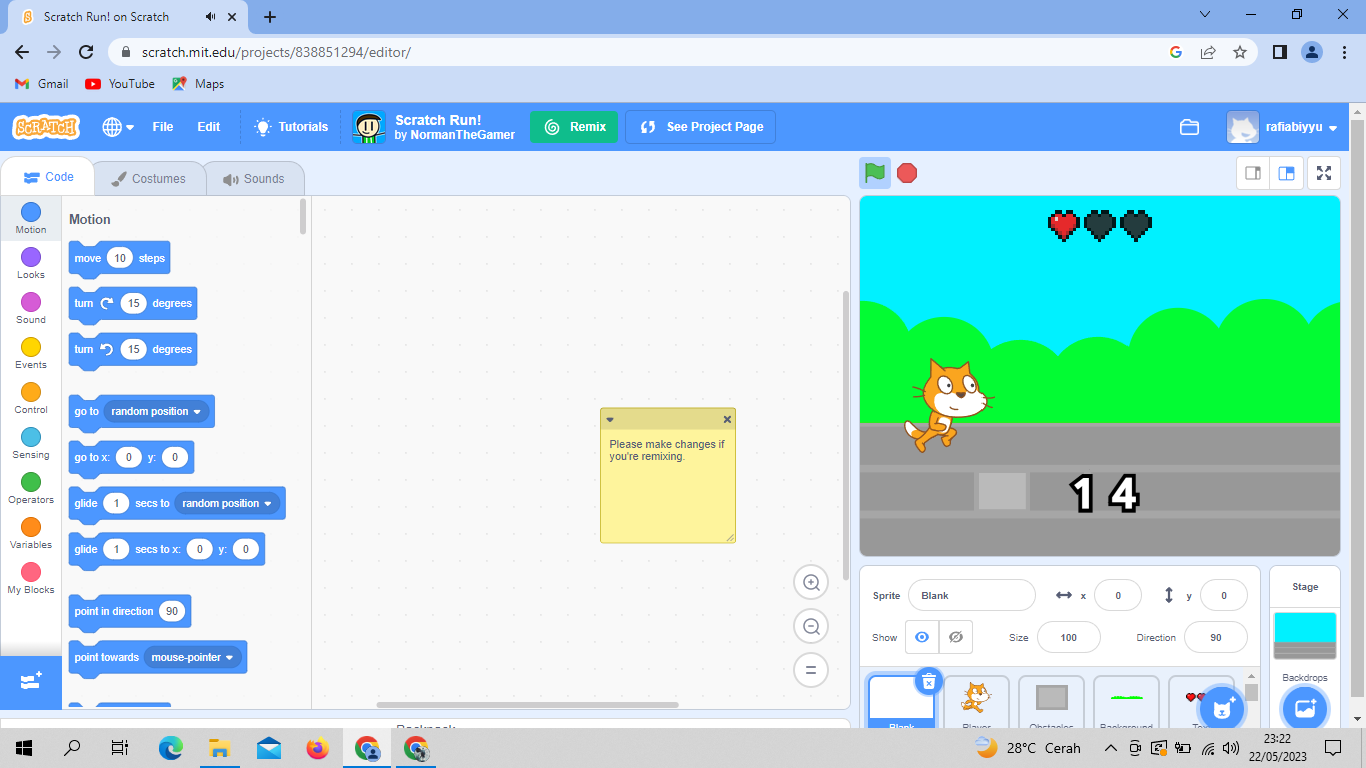 Scratch Run! on Scratch
scratch.mit.edu/projects/838851294/editor/
Gmail
YouTube
Maps
SCRATCH
File
Edit
Tutorials
Scratch Run!
by NormanTheGamer
Remix
See Project Page
rafiabiyyu
Code
Costumes
Sounds
Motion
Looks
Sound
Events
Control
Sensing
Operators
Variables
My Blocks
Motion
move 10 steps
turn 15 degrees
turn 15 degrees
go to random position
go to x: 0 y: 0
glide 1 secs to random position
glide 1 secs to x: 0 y: 0
point in direction 90
point towards mouse-pointer
Please make changes if
you're remixing.
Backpack
14
Sprite Blank x 0 y 0
Show Size 100 Direction 90
Blank
Player
Obstacles
Background
Stage
Backdrops
28°C Cerah
23:22
22/05/2023